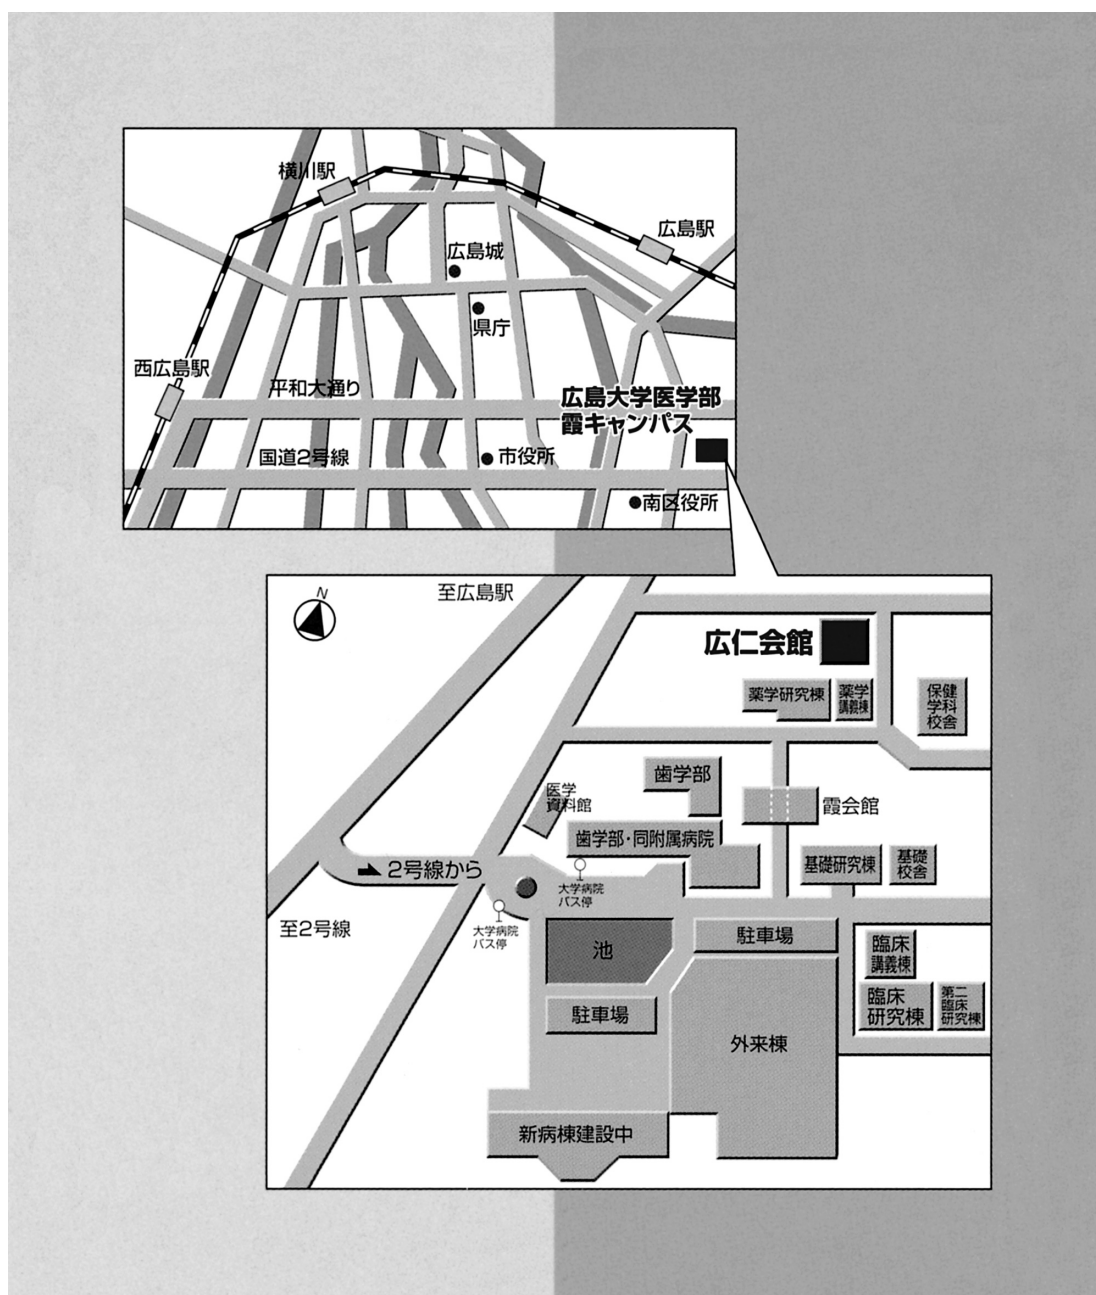 横川駅
広島駅
広島城
県庁
西広島駅
平和大通り
広島大学医学部
霞キャンパス
国道2号線
市役所
南区役所
N
至広島駅
広仁会館
薬学研究棟
薬学
講義棟
保健
学科
校舎
歯学部
医学
資料館
霞会館
歯学部・同附属病院
2号線から
基礎研究棟
基礎
校舎
大学病院
バス停
大学病院
バス停
至2号線
池
駐車場
臨床
講義棟
臨床
研究棟
第二
臨床
研究棟
駐車場
外来棟
新病棟建設中